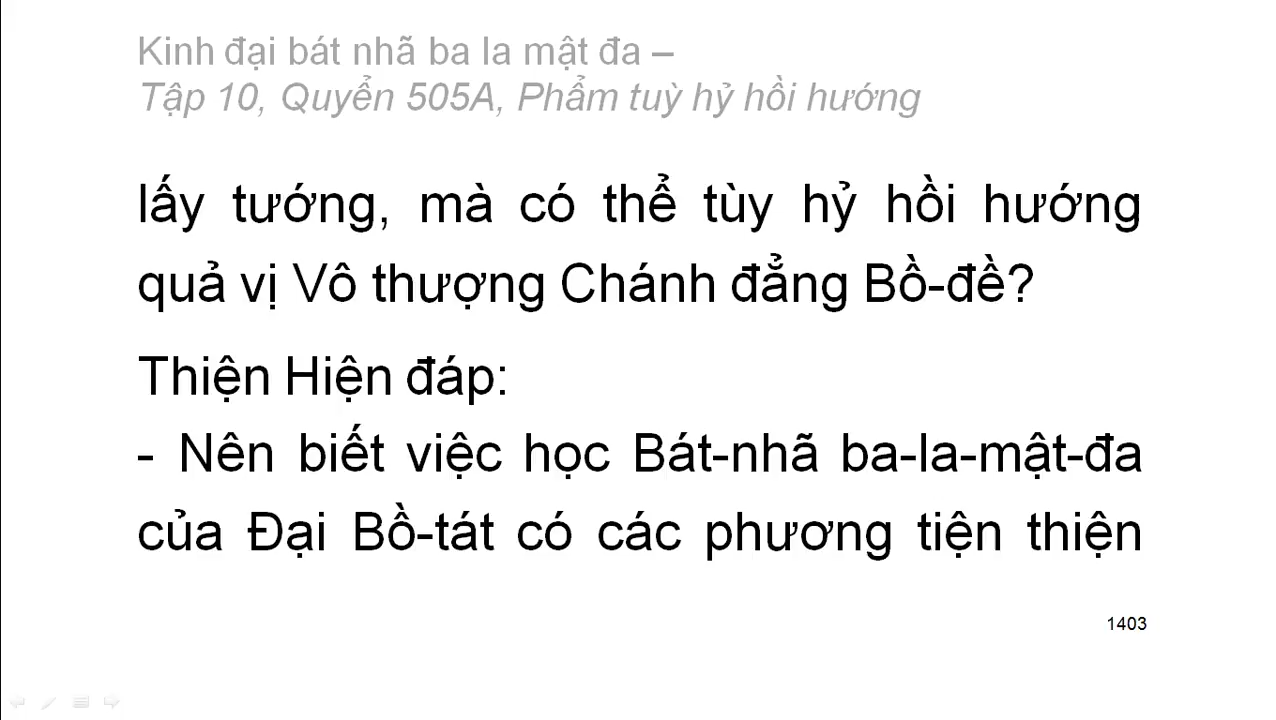 Kinh đại bát nhã ba la mật đa –
Tập 10, Quyển 505A, Phẩm tuỳ hỷ hồi hướng
lấy tướng, mà có thể tùy hỷ hồi hướng
quả vị Vô thượng Chánh đẳng Bồ-đề?
Thiện Hiện đáp:
- Nên biết việc học Bát-nhã ba-la-mật-đa
của Đại Bồ-tát có các phương tiện thiện
1403